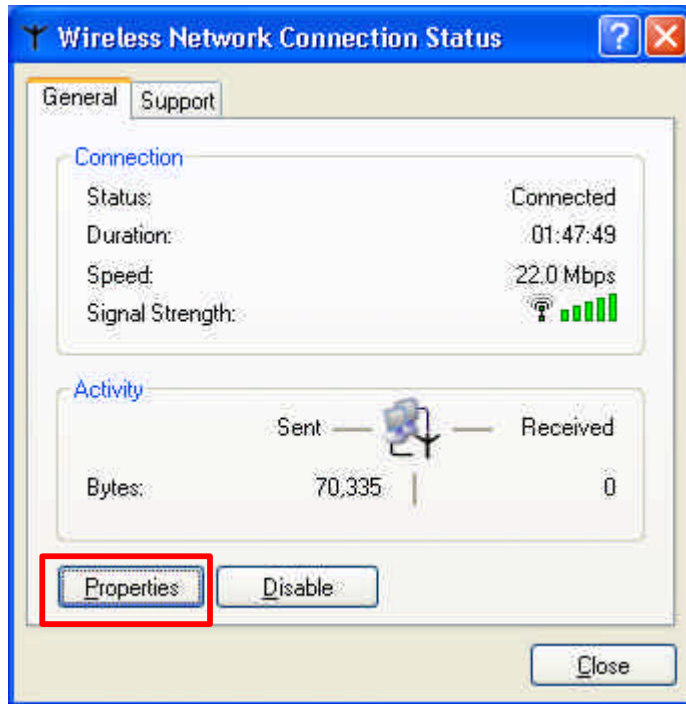 Wireless Network Connection Status
General Support
Connection
Status: Connected
Duration: 01:47:49
Speed: 22.0 Mbps
Signal Strength:
Activity
Sent Received
Bytes: 70,335 0
Properties Disable
Close